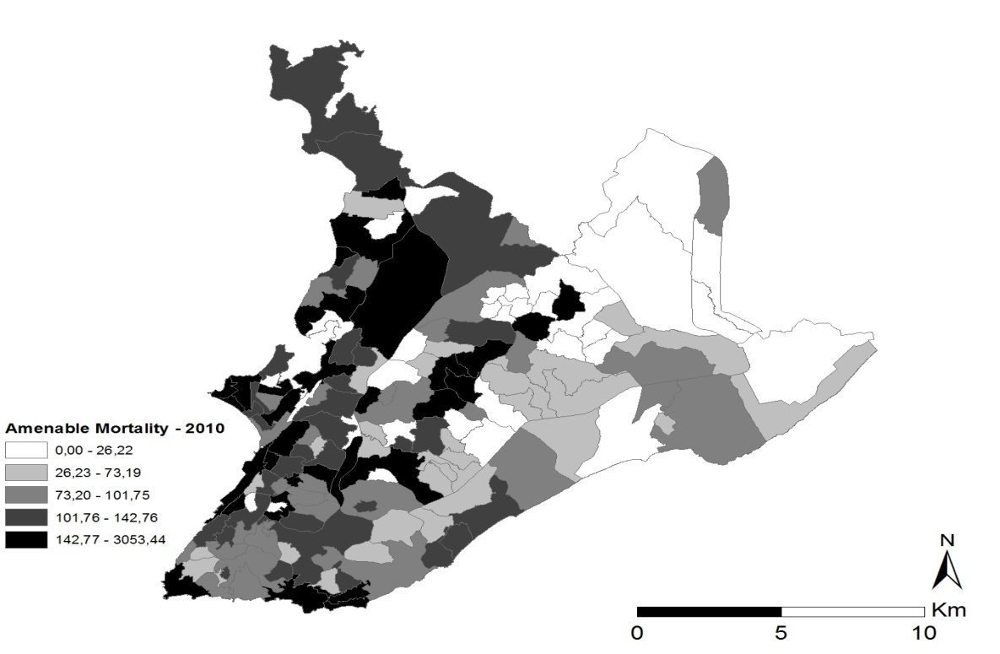 Amenable Mortality - 2010
0,00 - 26,22
26,23 - 73,19
73,20 - 101,75
101,76 - 142,76
142,77 - 3053,44
N
Km
0 5 10